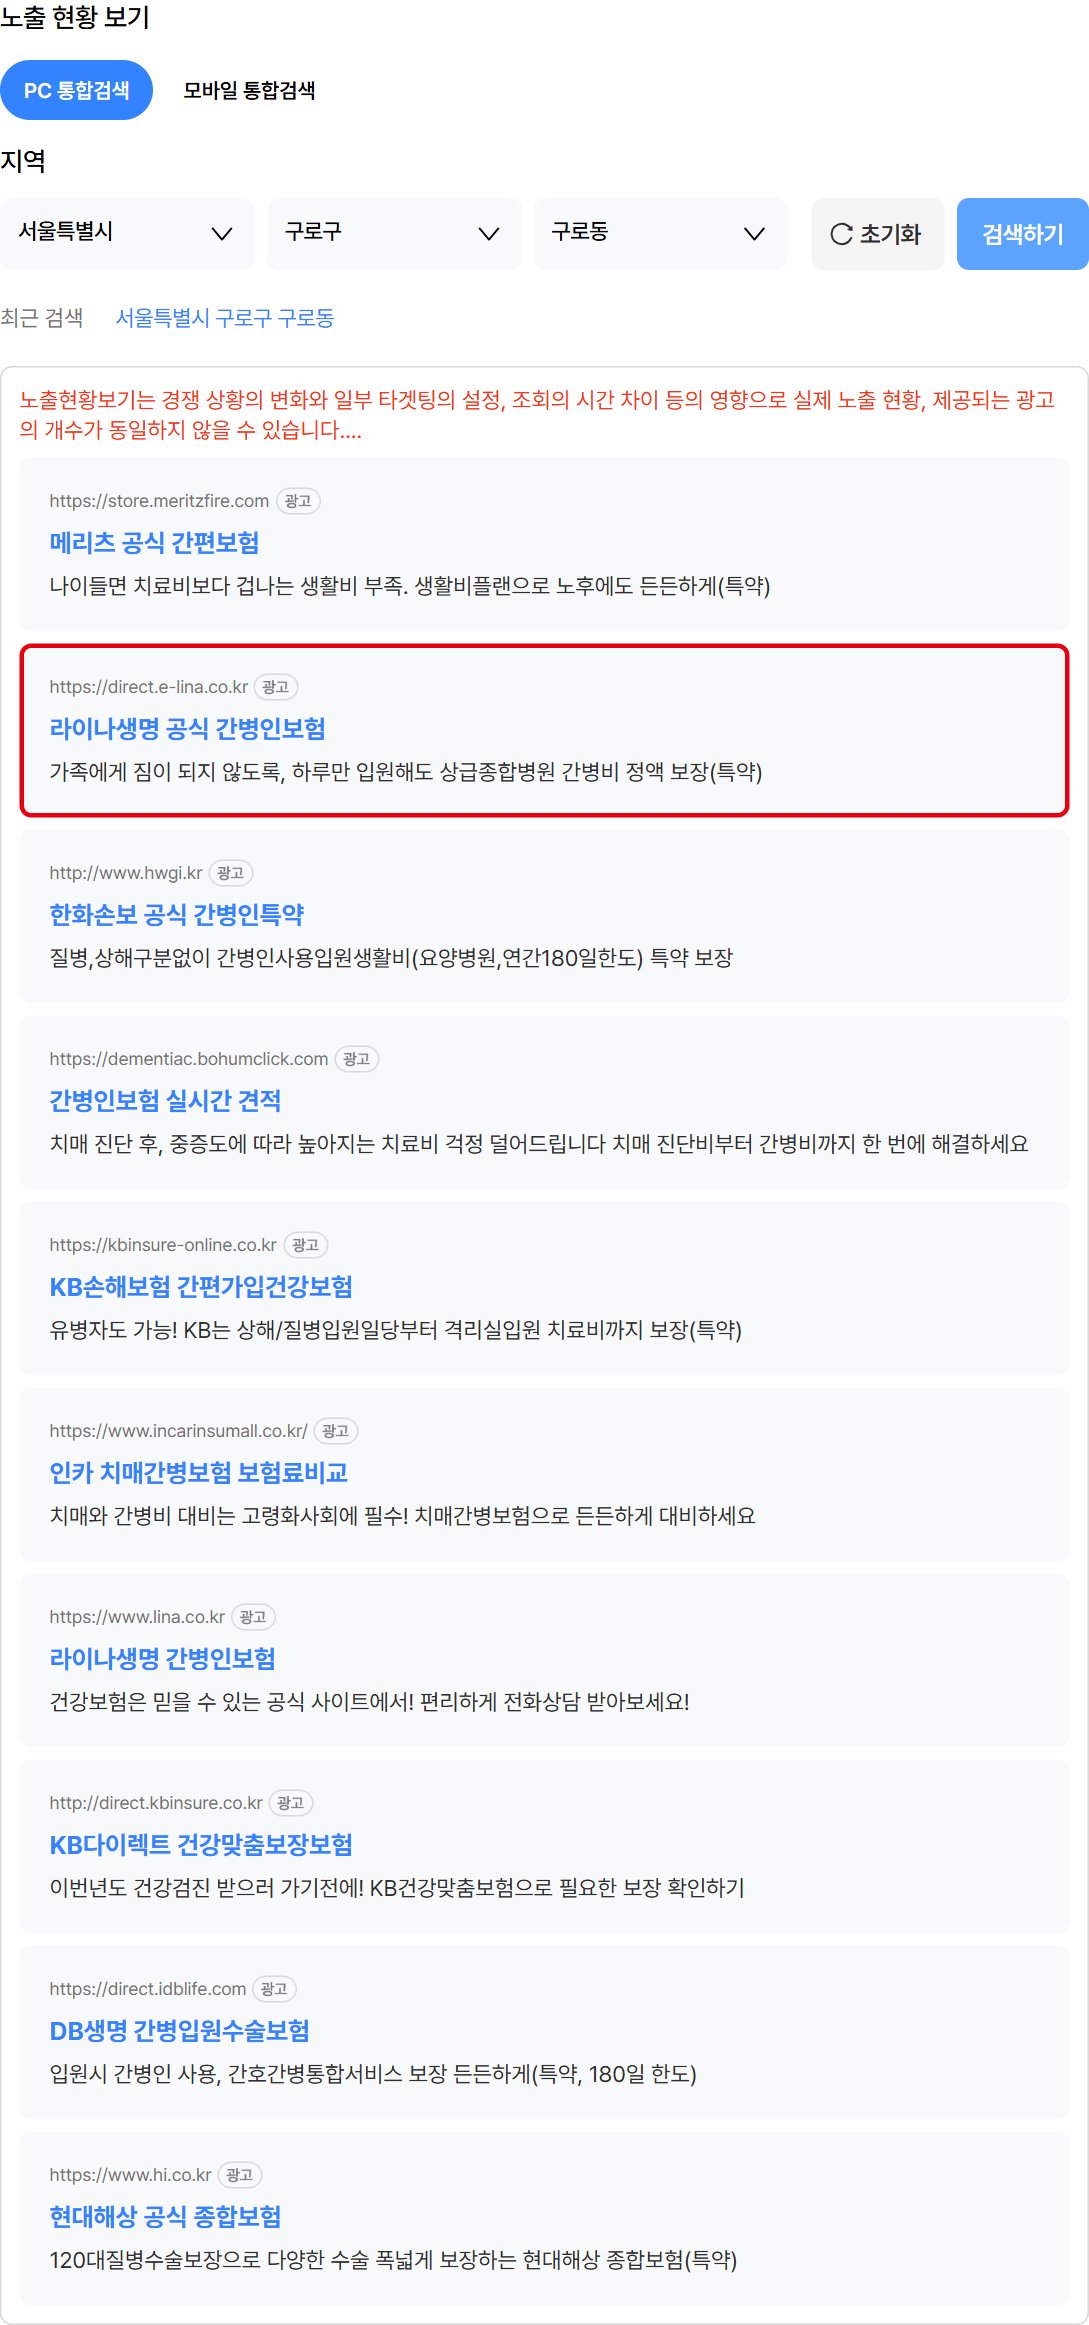 노출 현황 보기
PC 통합검색 모바일 통합검색
지역
서울특별시 구로구 구로동 초기화 검색하기
최근 검색 서울특별시 구로구 구로동
노출현황보기는 경쟁 상황의 변화와 일부 타겟팅의 설정, 조회의 시간 차이 등의 영향으로 실제 노출 현황, 제공되는 광고
의 개수가 동일하지 않을 수 있습니다....
https://store.meritzfire.com 광고
메리츠 공식 간편보험
나이들면 치료비보다 겁나는 생활비 부족. 생활비플랜으로 노후에도 든든하게(특약)
https://direct.e-lina.co.kr 광고
라이나생명 공식 간병인보험
가족에게 짐이 되지 않도록, 하루만 입원해도 상급종합병원 간병비 정액 보장(특약)
http://www.hwgi.kr 광고
한화손보 공식 간병인특약
질병,상해구분없이 간병인사용입원생활비(요양병원,연간180일한도) 특약 보장
https://dementiac.bohumclick.com 광고
간병인보험 실시간 견적
치매 진단 후, 중증도에 따라 높아지는 치료비 걱정 덜어드립니다 치매 진단비부터 간병비까지 한 번에 해결하세요
https://kbinsure-online.co.kr 광고
KB손해보험 간편가입건강보험
유병자도 가능! KB는 상해/질병입원일당부터 격리실입원 치료비까지 보장(특약)
https://www.incarinsumall.co.kr/ 광고
인카 치매간병보험 보험료비교
치매와 간병비 대비는 고령화사회에 필수! 치매간병보험으로 든든하게 대비하세요
https://www.lina.co.kr 광고
라이나생명 간병인보험
건강보험은 믿을 수 있는 공식 사이트에서! 편리하게 전화상담 받아보세요!
http://direct.kbinsure.co.kr 광고
KB다이렉트 건강맞춤보장보험
이번년도 건강검진 받으러 가기전에! KB건강맞춤보험으로 필요한 보장 확인하기
https://direct.idblife.com 광고
DB생명 간병입원수술보험
입원시 간병인 사용, 간호간병통합서비스 보장 든든하게(특약, 180일 한도)
https://www.hi.co.kr 광고
현대해상 공식 종합보험
120대질병수술보장으로 다양한 수술 폭넓게 보장하는 현대해상 종합보험(특약)